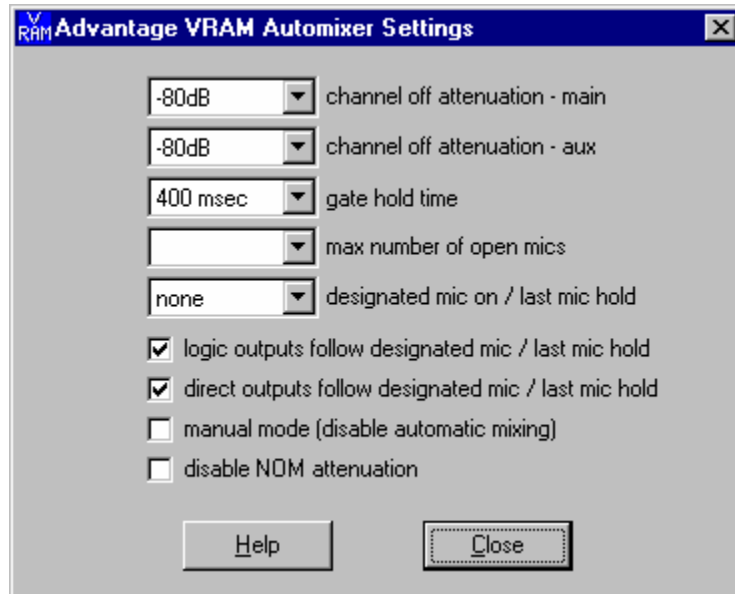 V RAM Advantage VRAM Automixer Settings
-80dB channel off attenuation - main
-80dB channel off attenuation - aux
400 msec gate hold time
max number of open mics
none designated mic on / last mic hold
logic outputs follow designated mic / last mic hold
direct outputs follow designated mic / last mic hold
manual mode (disable automatic mixing)
disable NOM attenuation
Help Close